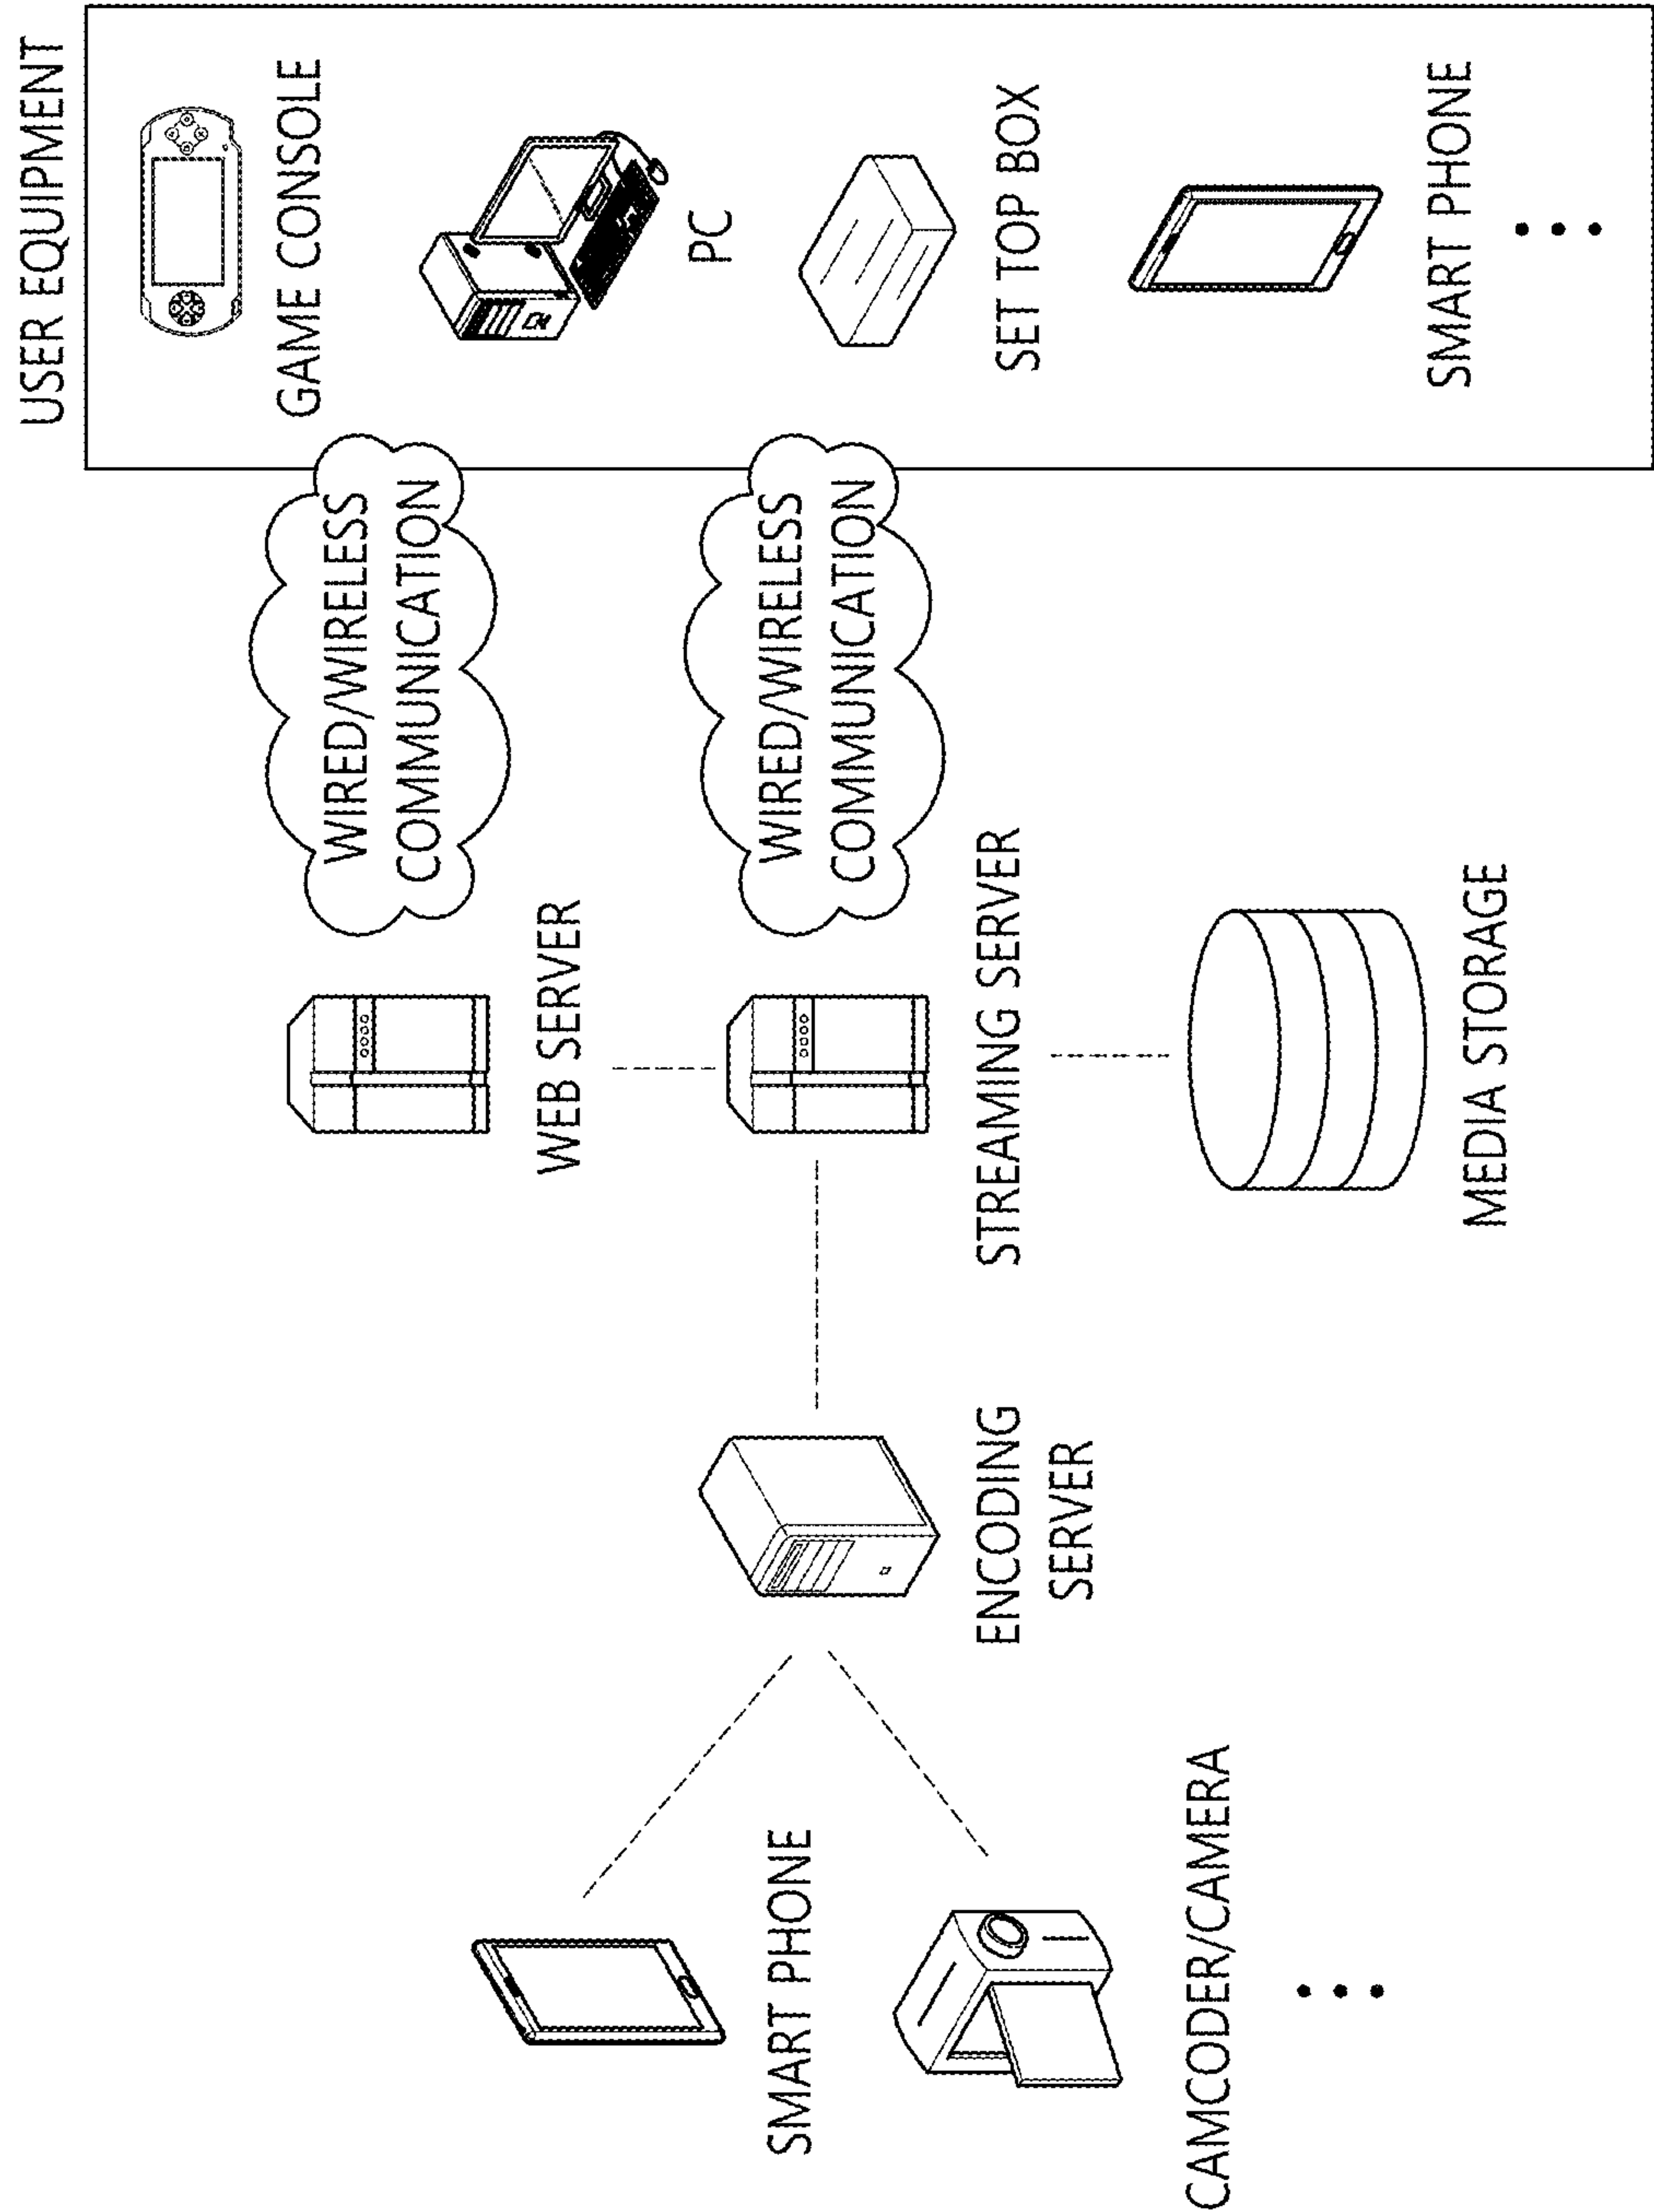 USER EQUIPMENT
GAME CONSOLE
PC
SET TOP BOX
SMART PHONE
WIRED/WIRELESS
COMMUNICATION
WIRED/WIRELESS
COMMUNICATION
WEB SERVER
STREAMING SERVER
MEDIA STORAGE
ENCODING
SERVER
SMART PHONE
CAMCODER/CAMERA